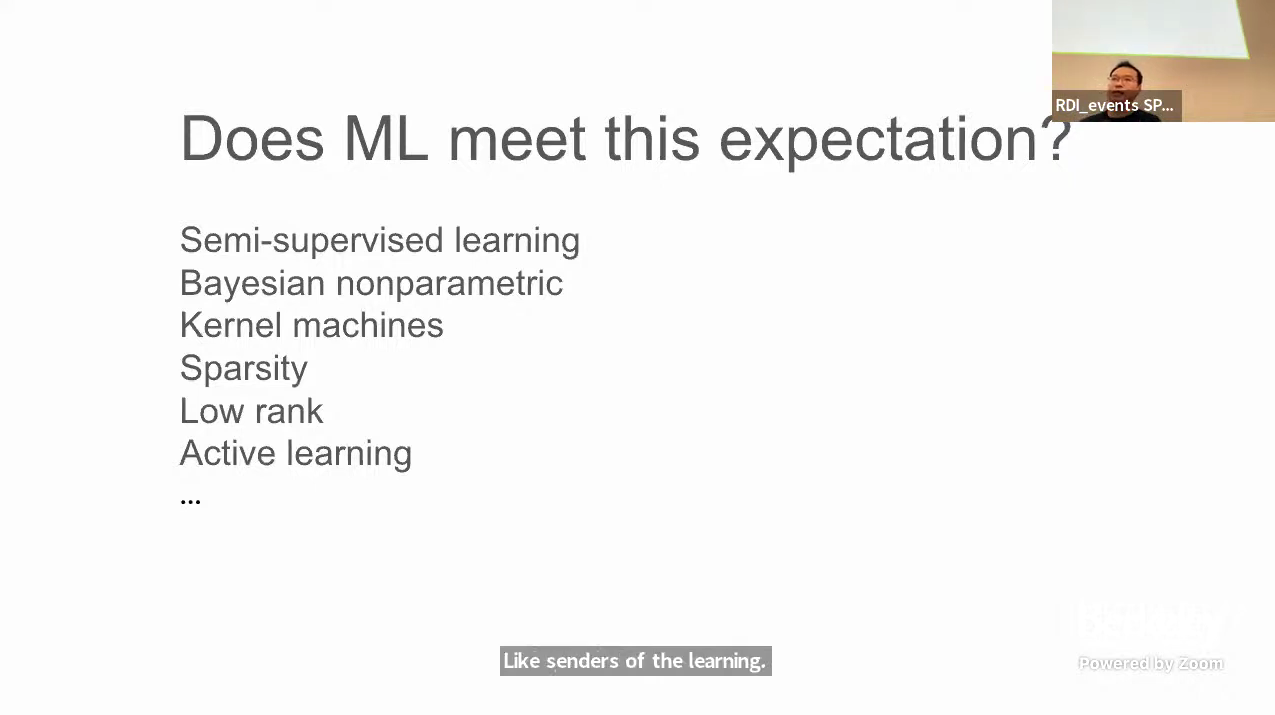 RDI_events SP...
Does ML meet this expectation?
Semi-supervised learning
Bayesian nonparametric
Kernel machines
Sparsity
Low rank
Active learning
...
Like senders of the learning.
Powered by Zoom